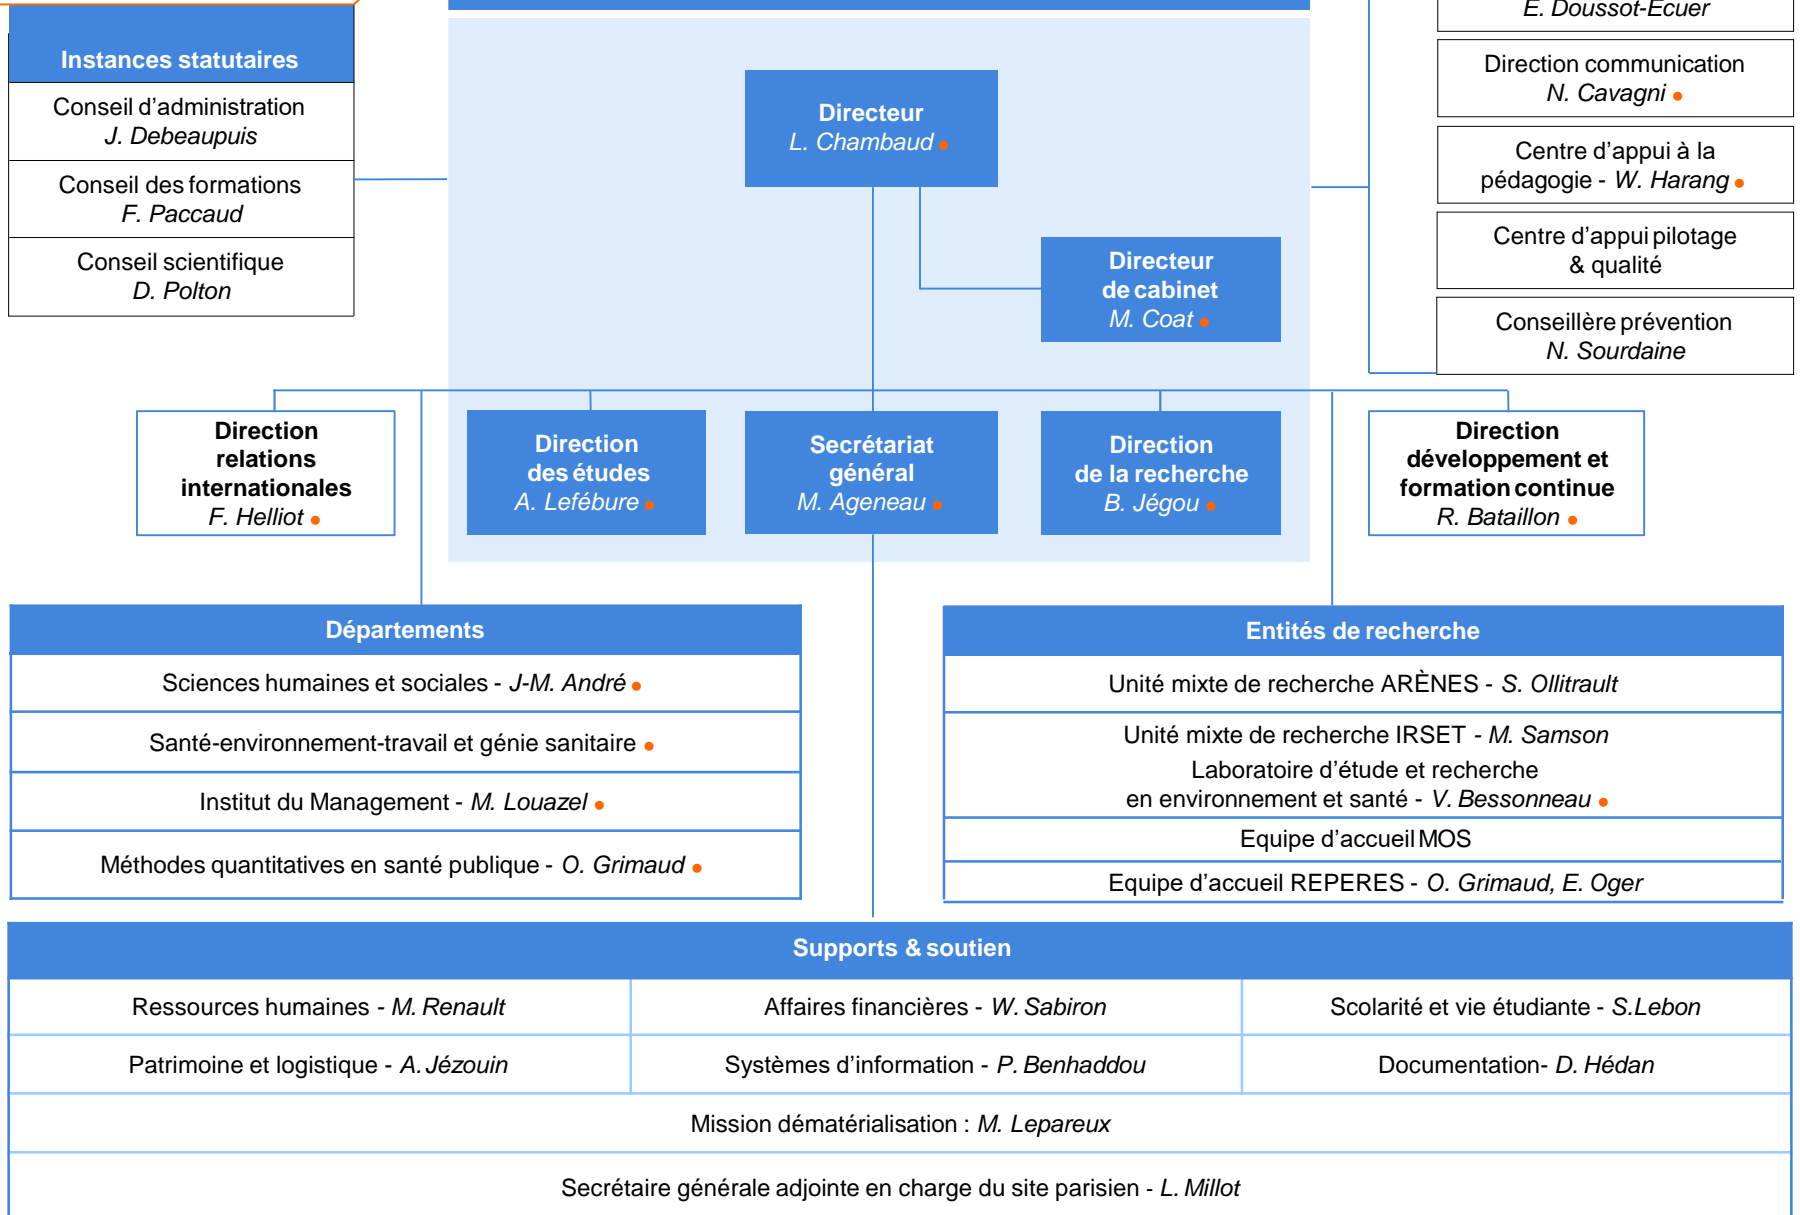 Instances statutaires
Conseil d’administration
J. Debeaupuis
Conseil des formations
F. Paccaud
Conseil scientifique
D. Polton
Directeur
L. Chambaud
Directeur
de cabinet
M. Coat
E. Doussot-Ecuer
Direction communication
N. Cavagni
Centre d’appui à la
pédagogie - W. Harang
Centre d’appui pilotage
& qualité
Conseillère prévention
N. Sourdaine
Direction
relations
internationales
F. Helliot
Direction
des études
A. Lefébure
Secrétariat
général
M. Ageneau
Direction
de la recherche
B. Jégou
Direction
développement et
formation continue
R. Bataillon
Départements
Sciences humaines et sociales - J-M. André
Santé-environnement-travail et génie sanitaire
Institut du Management - M. Louazel
Méthodes quantitatives en santé publique - O. Grimaud
Entités de recherche
Unité mixte de recherche ARÈNES - S. Ollitrault
Unité mixte de recherche IRSET - M. Samson
Laboratoire d’étude et recherche
en environnement et santé - V. Bessonneau
Equipe d’accueil MOS
Equipe d’accueil REPERES - O. Grimaud, E. Oger
Supports & soutien
Ressources humaines - M. Renault
Affaires financières - W. Sabiron
Scolarité et vie étudiante - S.Lebon
Patrimoine et logistique - A. Jézouin
Systèmes d’information - P. Benhaddou
Documentation- D. Hédan
Mission dématérialisation : M. Lepareux
Secrétaire générale adjointe en charge du site parisien - L. Millot